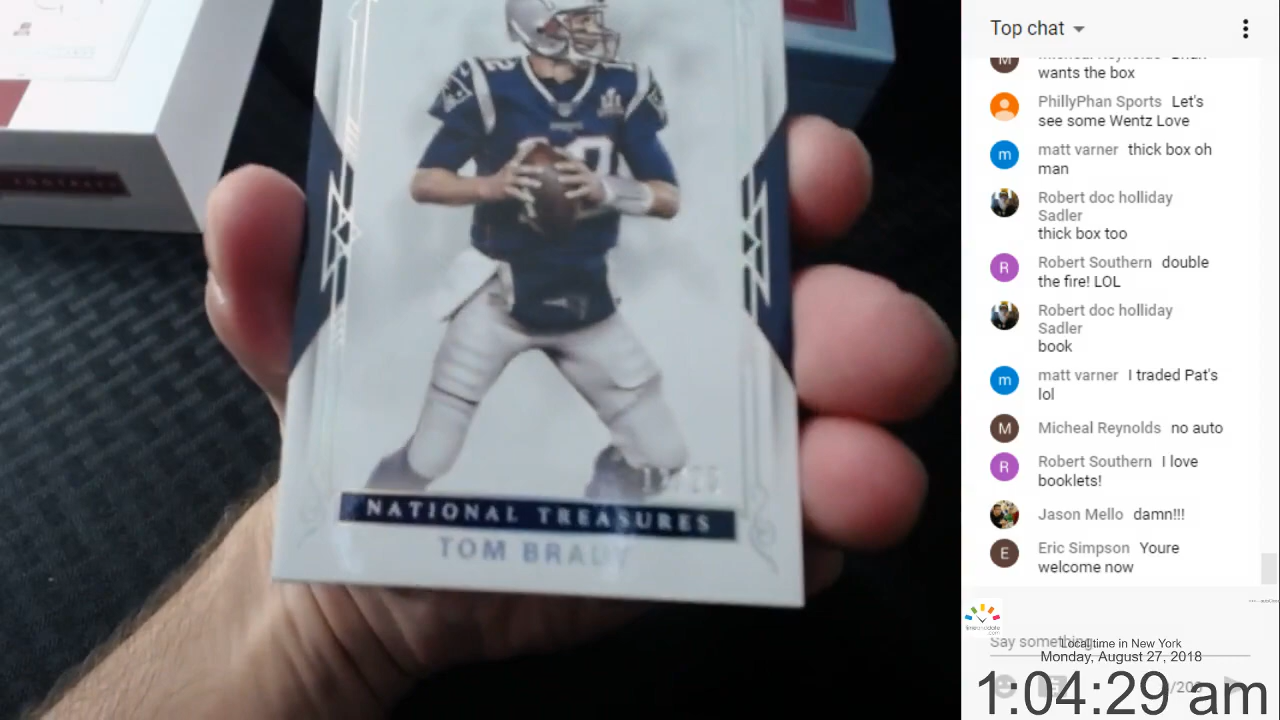 NATIONAL TREASURES
TOM BRADY
Top chat
wants the box
PhillyPhan Sports Let's
see some Wentz Love
matt varner thick box oh
man
Robert doc holliday
Sadler
thick box too
Robert Southern double
the fire! LOL
Robert doc holliday
Sadler
book
matt varner I traded Pat's
lol
Micheal Reynolds no auto
Robert Southern I love
booklets!
Jason Mello damn!!!
Eric Simpson Youre
welcome now
Say something
Local time in New York
Monday, August 27, 2018
1:04:29 am